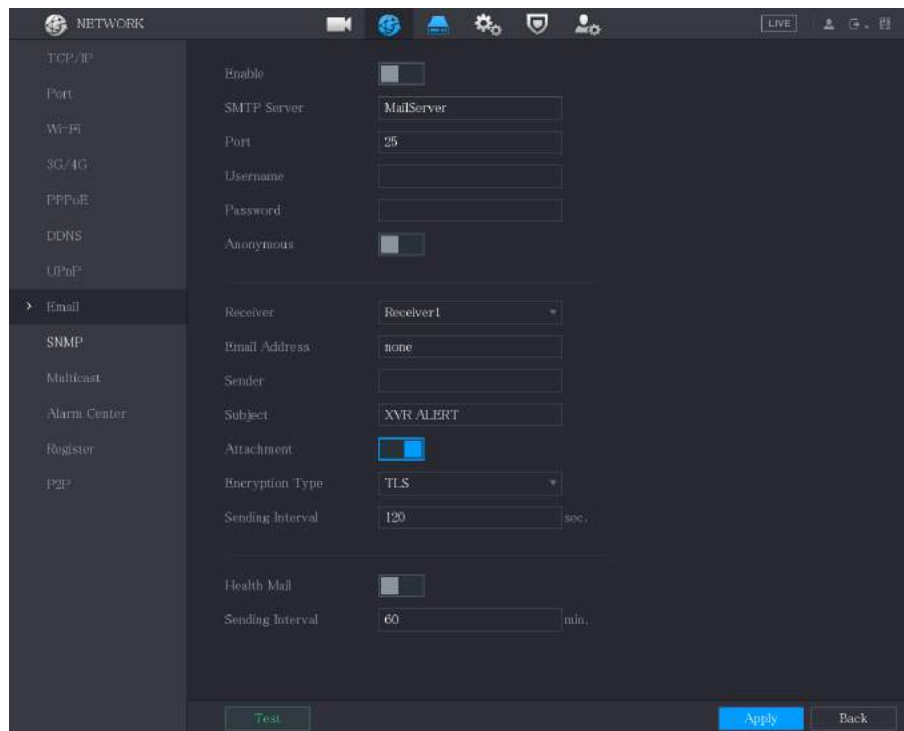 NETWORK
LIVE
TCP/IP
Port
Wi-Fi
3G/4G
PPPoE
DDNS
UPnP
Email
SNMP
Multicast
Alarm Center
Register
P2P
Enable
SMTP Server MailServer
Port 25
Username
Password
Anonymous
Receiver Receiver1
Email Address none
Sender
Subject XVR ALERT
Attachment
Encryption Type TLS
Sending Interval 120 sec.
Health Mail
Sending Interval 60 min.
Test Apply Back